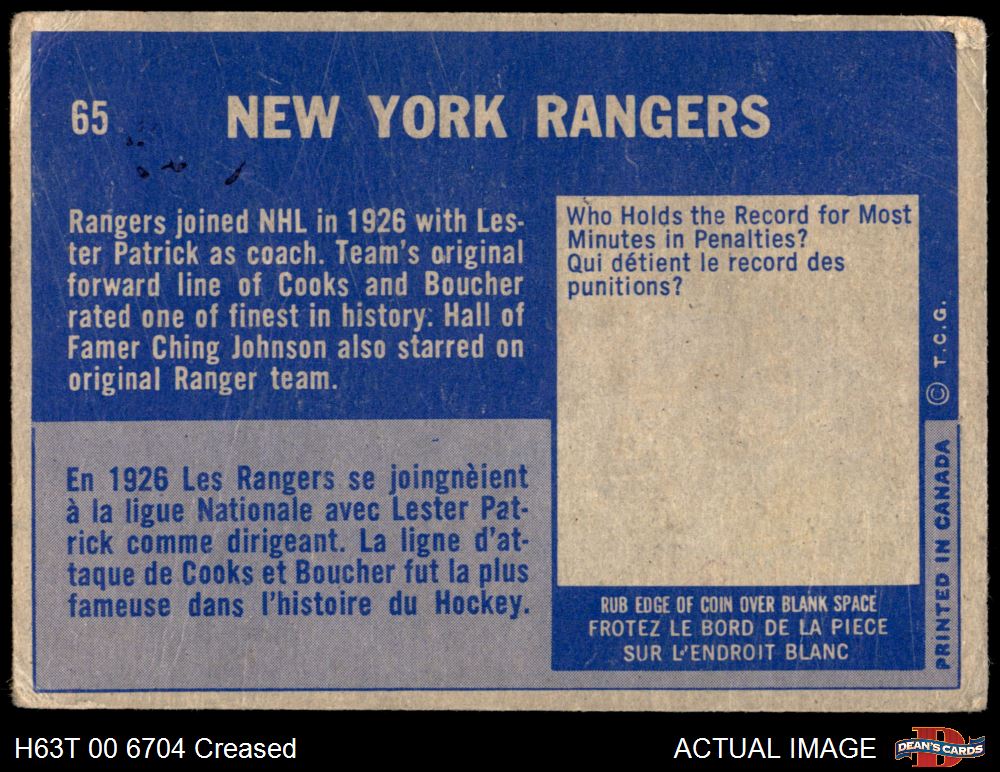 65 NEW YORK RANGERS
Rangers joined NHL in 1926 with Les-
ter Patrick as coach. Team's original
forward line of Cooks and Boucher
rated one of finest in history. Hall of
Famer Ching Johnson also starred on
original Ranger team.
En 1926 Les Rangers se joingnèient
à la ligue Nationale avec Lester Pat-
rick comme dirigeant. La ligne d'at-
taque de Cooks et Boucher fut la plus
fameuse dans l'histoire du Hockey.
Who Holds the Record for Most
Minutes in Penalties?
Qui détient le record des
punitions?
RUB EDGE OF COIN OVER BLANK SPACE
FROTEZ LE BORD DE LA PIECE
SUR L'ENDROIT BLANC
© T.C.G.
PRINTED IN CANADA
H63T 00 6704 Creased
ACTUAL IMAGE
DEAN'S CARDS